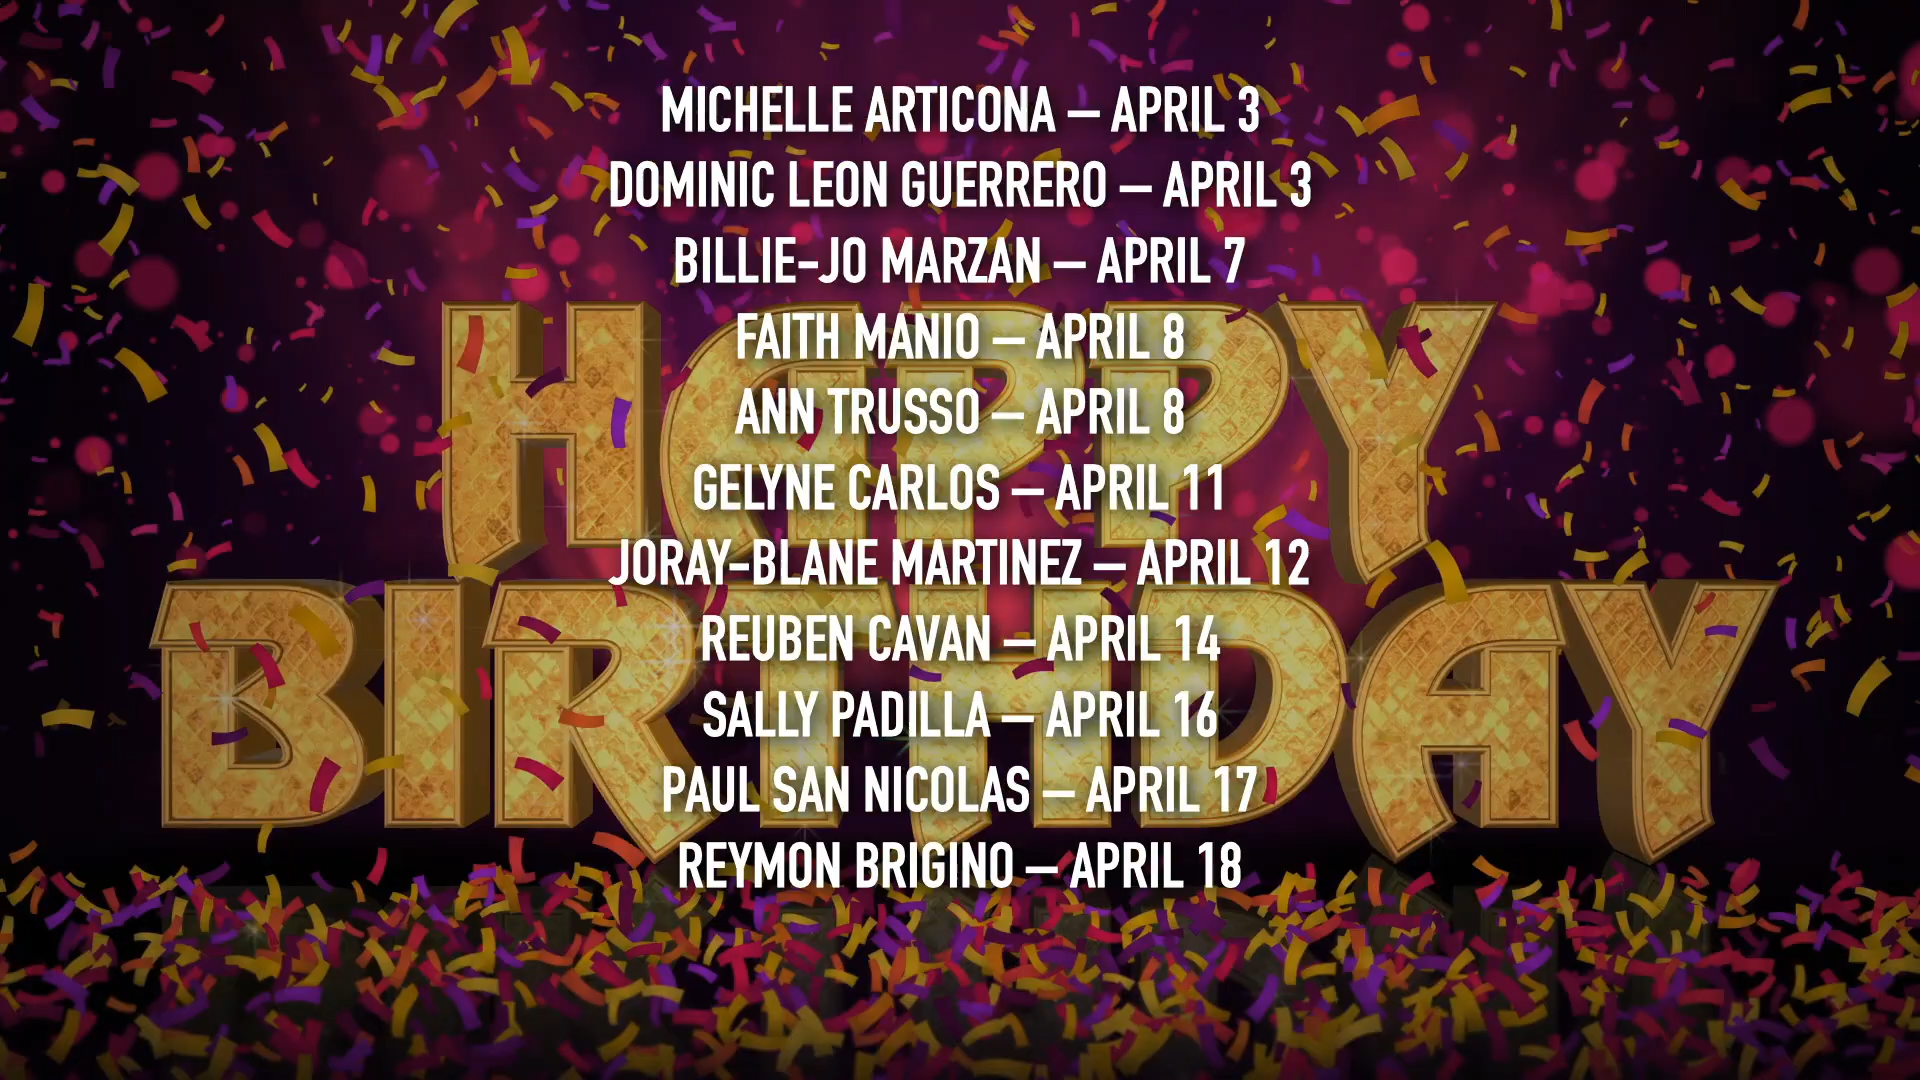 MICHELLE ARTICONA – APRIL 3
DOMINIC LEON GUERRERO – APRIL 3
BILLIE-JO MARZAN – APRIL 7
FAITH MANIO – APRIL 8
ANN TRUSSO – APRIL 8
GELYNE CARLOS – APRIL 11
JORAY-BLANE MARTINEZ – APRIL 12
REUBEN CAVAN – APRIL 14
SALLY PADILLA – APRIL 16
PAUL SAN NICOLAS – APRIL 17
REYMON BRIGINO – APRIL 18
HAPPY
BIRTHDAY